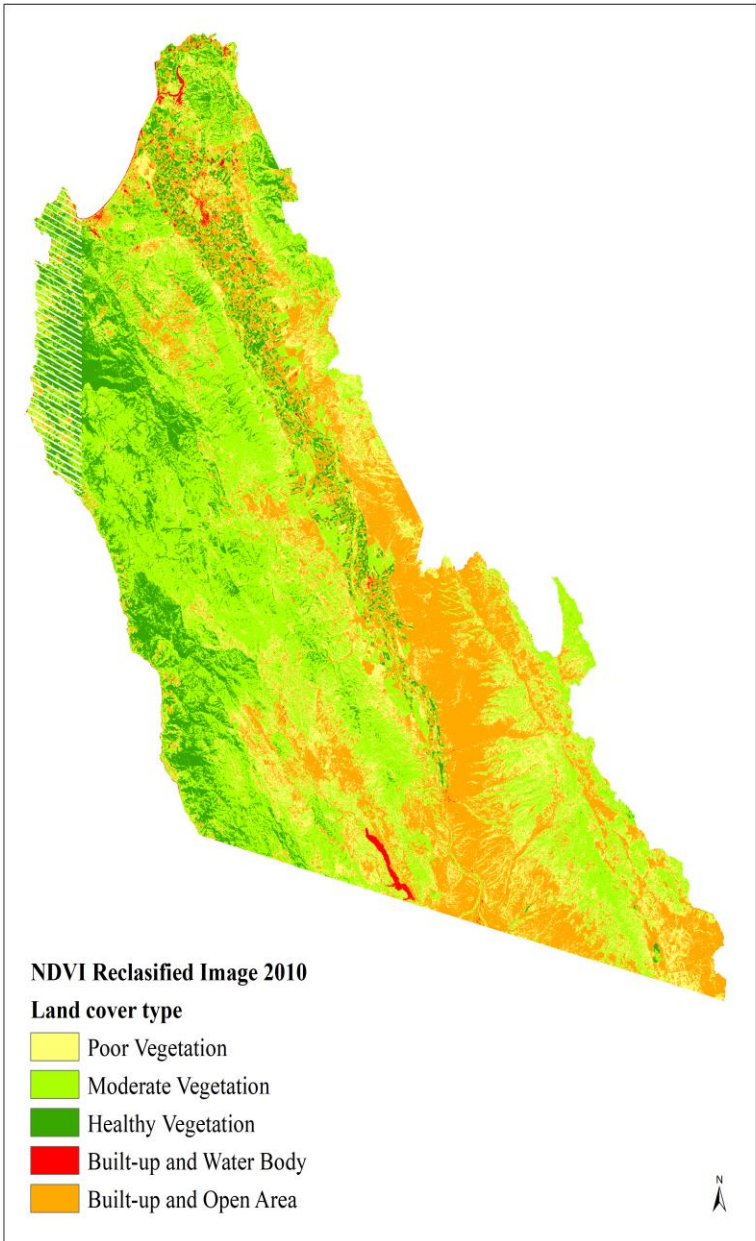 NDVI Reclasified Image 2010
Land cover type
Poor Vegetation
Moderate Vegetation
Healthy Vegetation
Built-up and Water Body
Built-up and Open Area
N